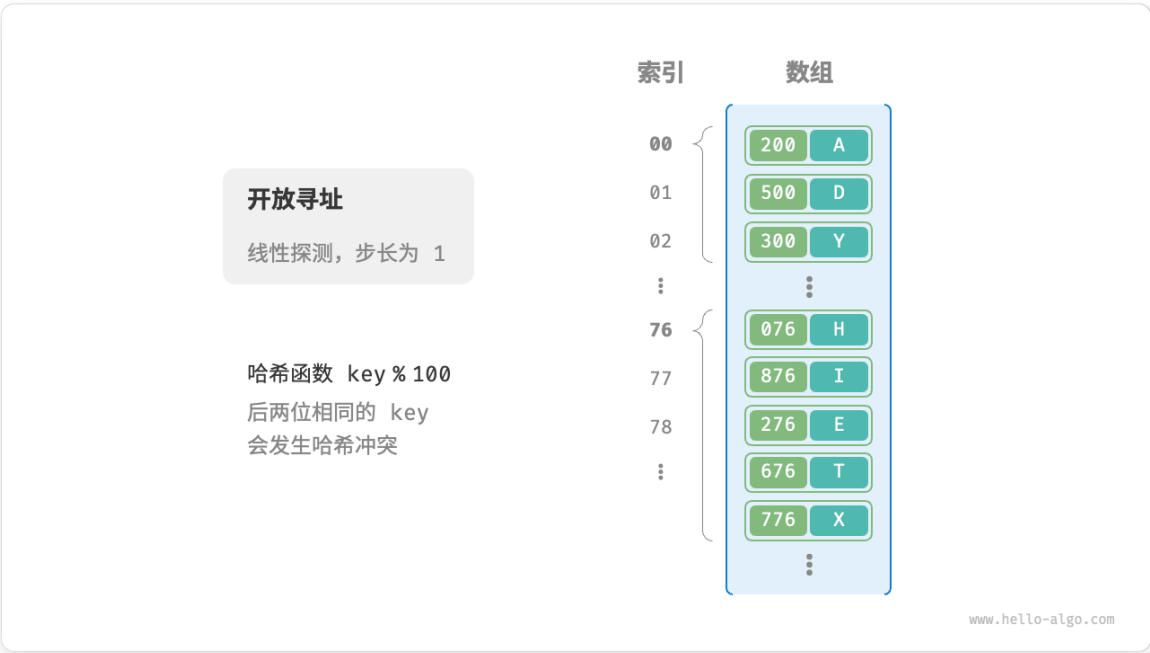 索引 数组
00 200 A
01 500 D
02 300 Y
开放寻址
线性探测，步长为 1
76 076 H
77 876 I
78 276 E
676 T
776 X
哈希函数 key % 100
后两位相同的 key
会发生哈希冲突
www.hello-algo.com